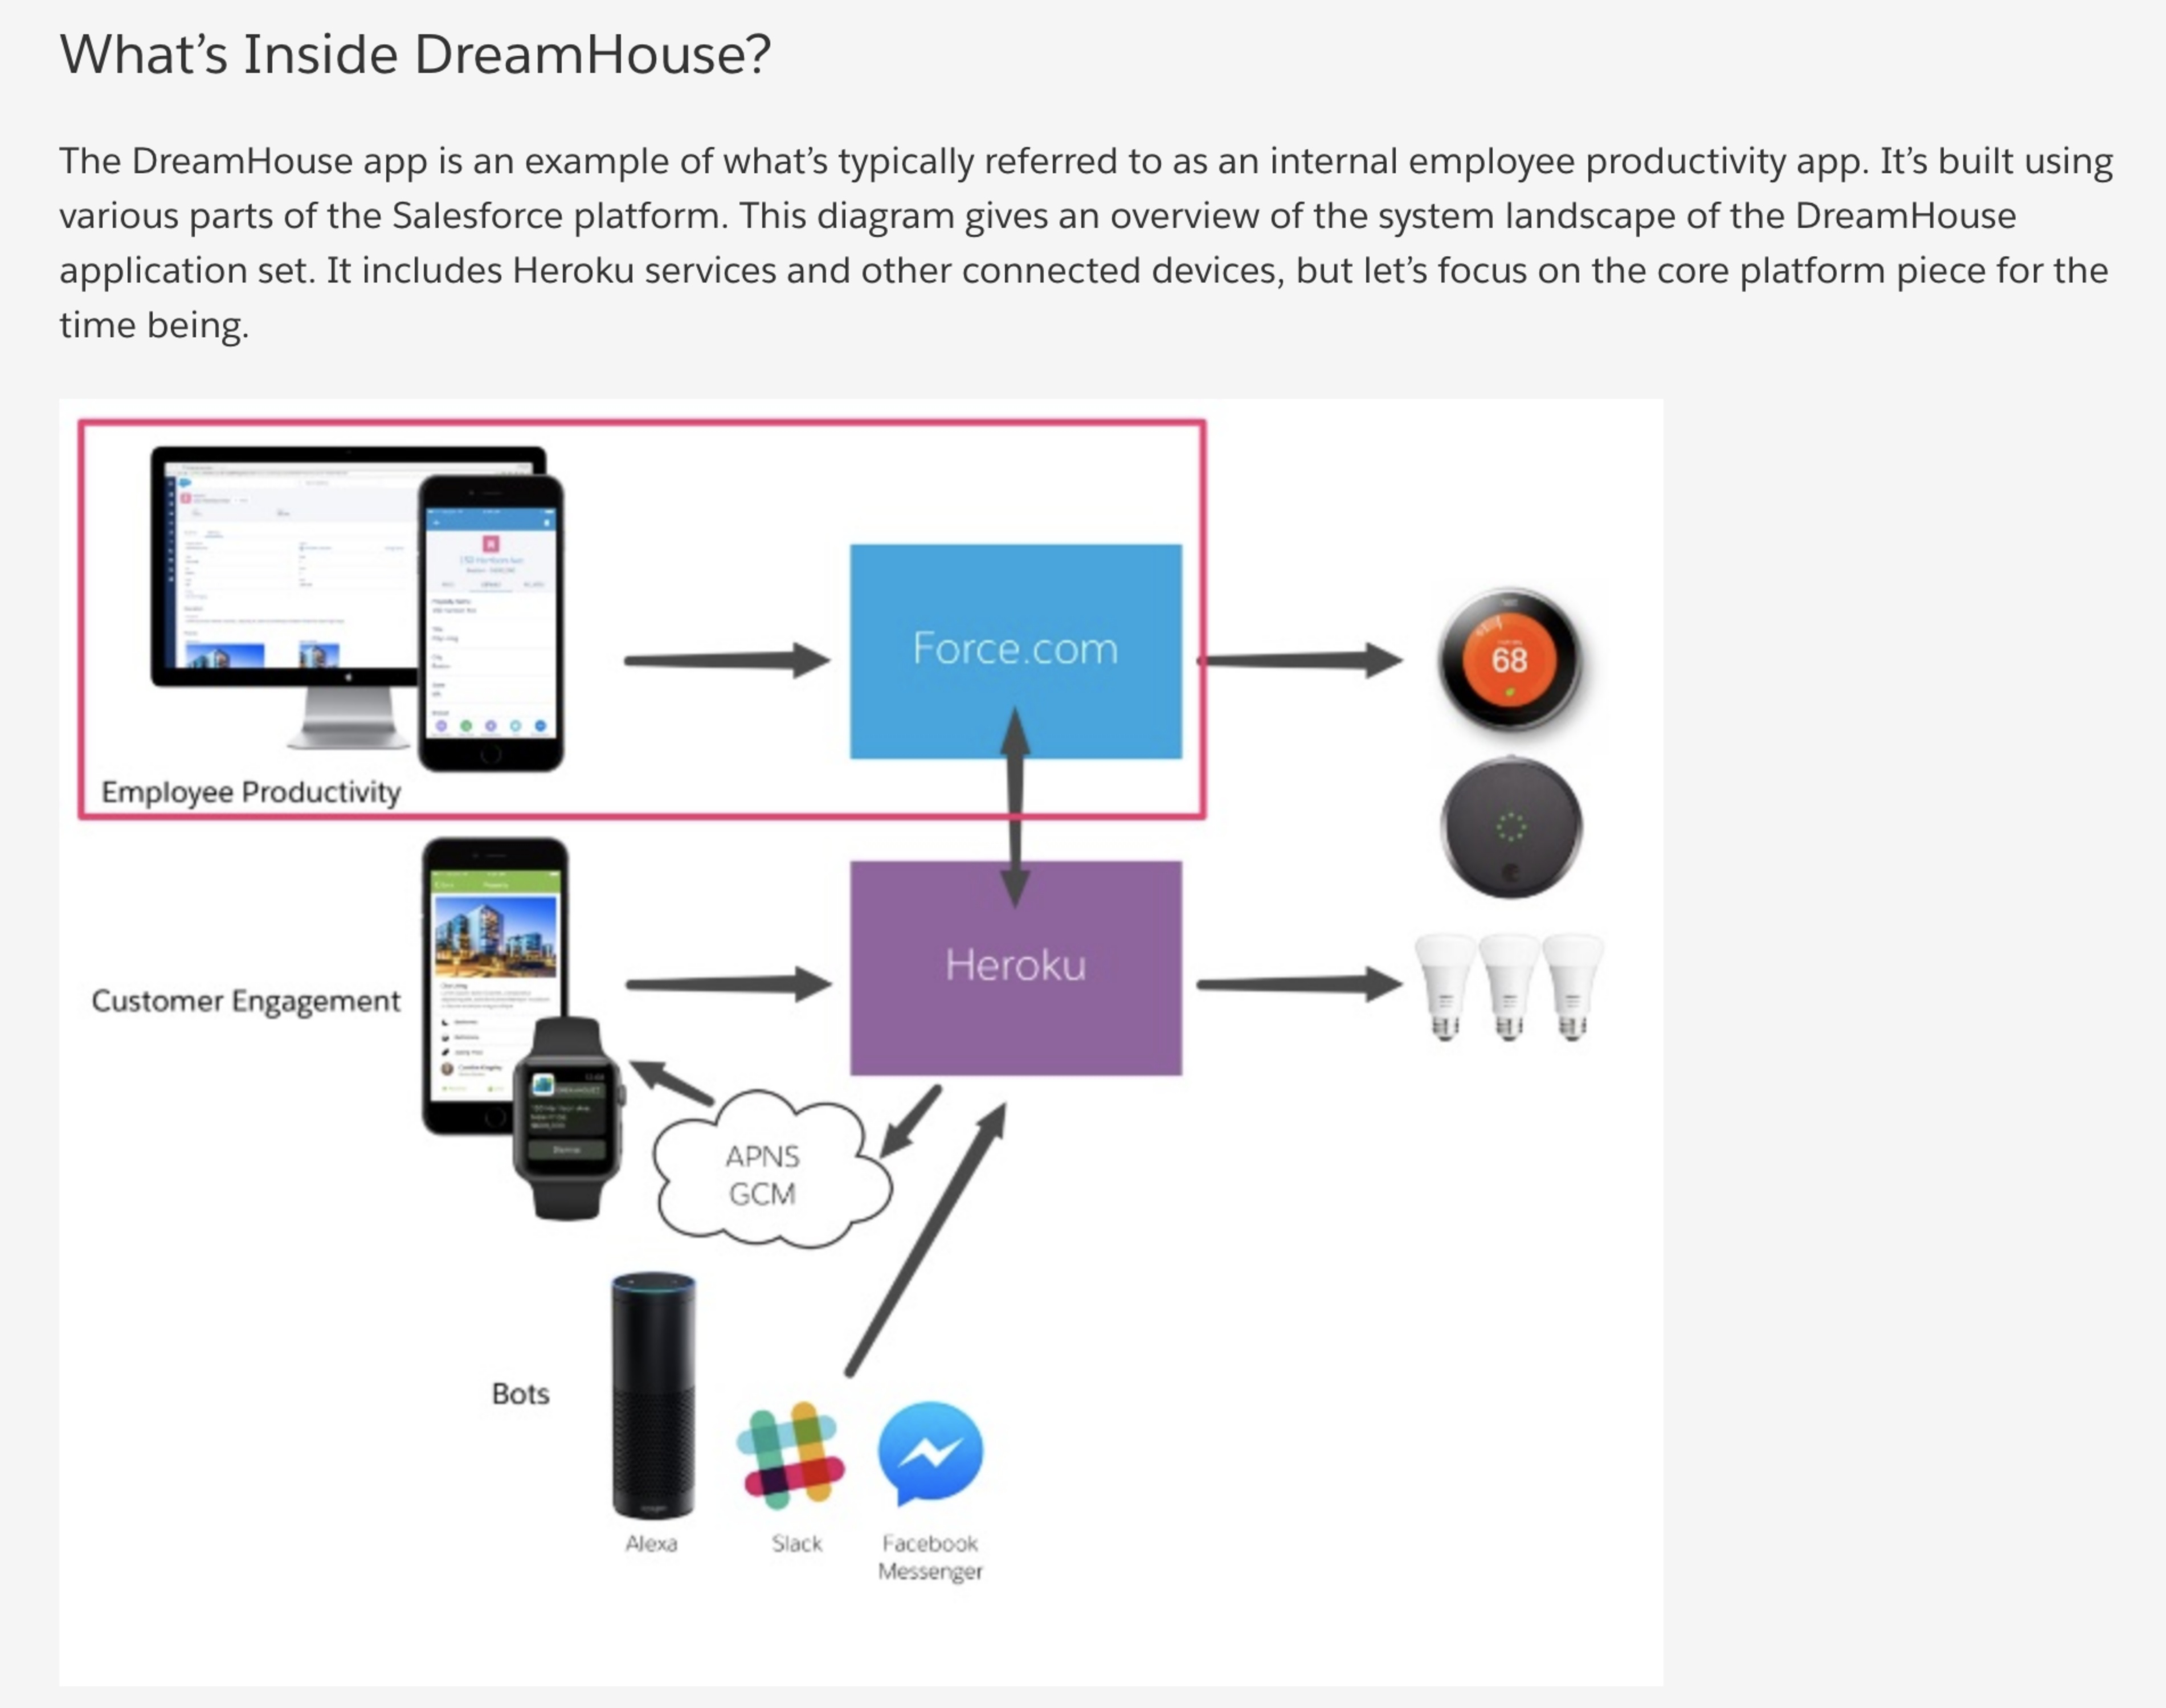 What’s Inside DreamHouse?
The DreamHouse app is an example of what’s typically referred to as an internal employee productivity app. It’s built using
various parts of the Salesforce platform. This diagram gives an overview of the system landscape of the DreamHouse
application set. It includes Heroku services and other connected devices, but let’s focus on the core platform piece for the
time being.
Force.com
68
Employee Productivity
Heroku
Customer Engagement
APNS
GCM
Bots
Alexa
Slack
Facebook
Messenger